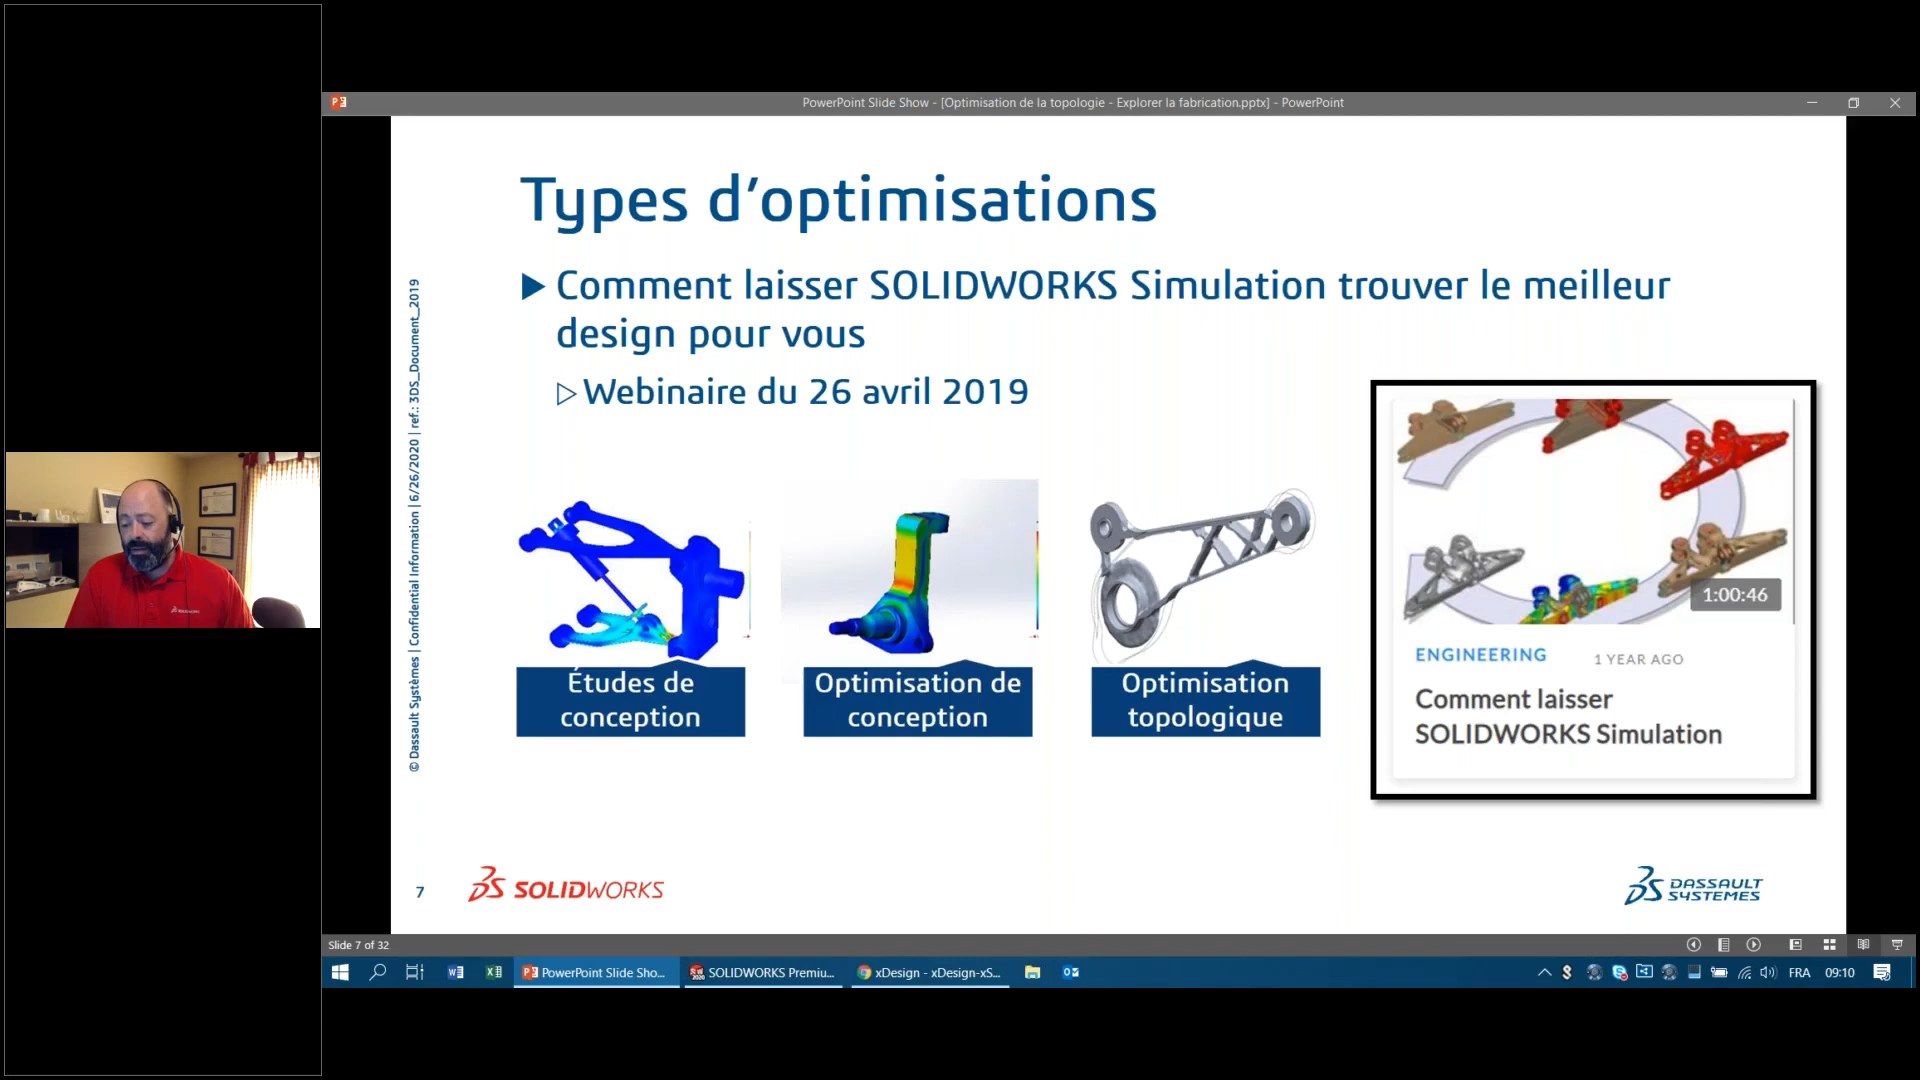 PowerPoint Slide Show - [Optimisation de la topologie - Explorer la fabrication.pptx] - PowerPoint
Types d’optimisations
Comment laisser SOLIDWORKS Simulation trouver le meilleur
design pour vous
Webinaire du 26 avril 2019
© Dassault Systèmes | Confidential Information | 6/26/2020 | ref.: 3DS_Document_2019
Études de
conception
Optimisation de
conception
Optimisation
topologique
1:00:46
ENGINEERING 1 YEAR AGO
Comment laisser
SOLIDWORKS Simulation
7
SOLIDWORKS
DASSAULT
SYSTEMES
Slide 7 of 32
PowerPoint Slide Sho...
SOLIDWORKS Premiu...
xDesign - xDesign-xS...
FRA
09:10